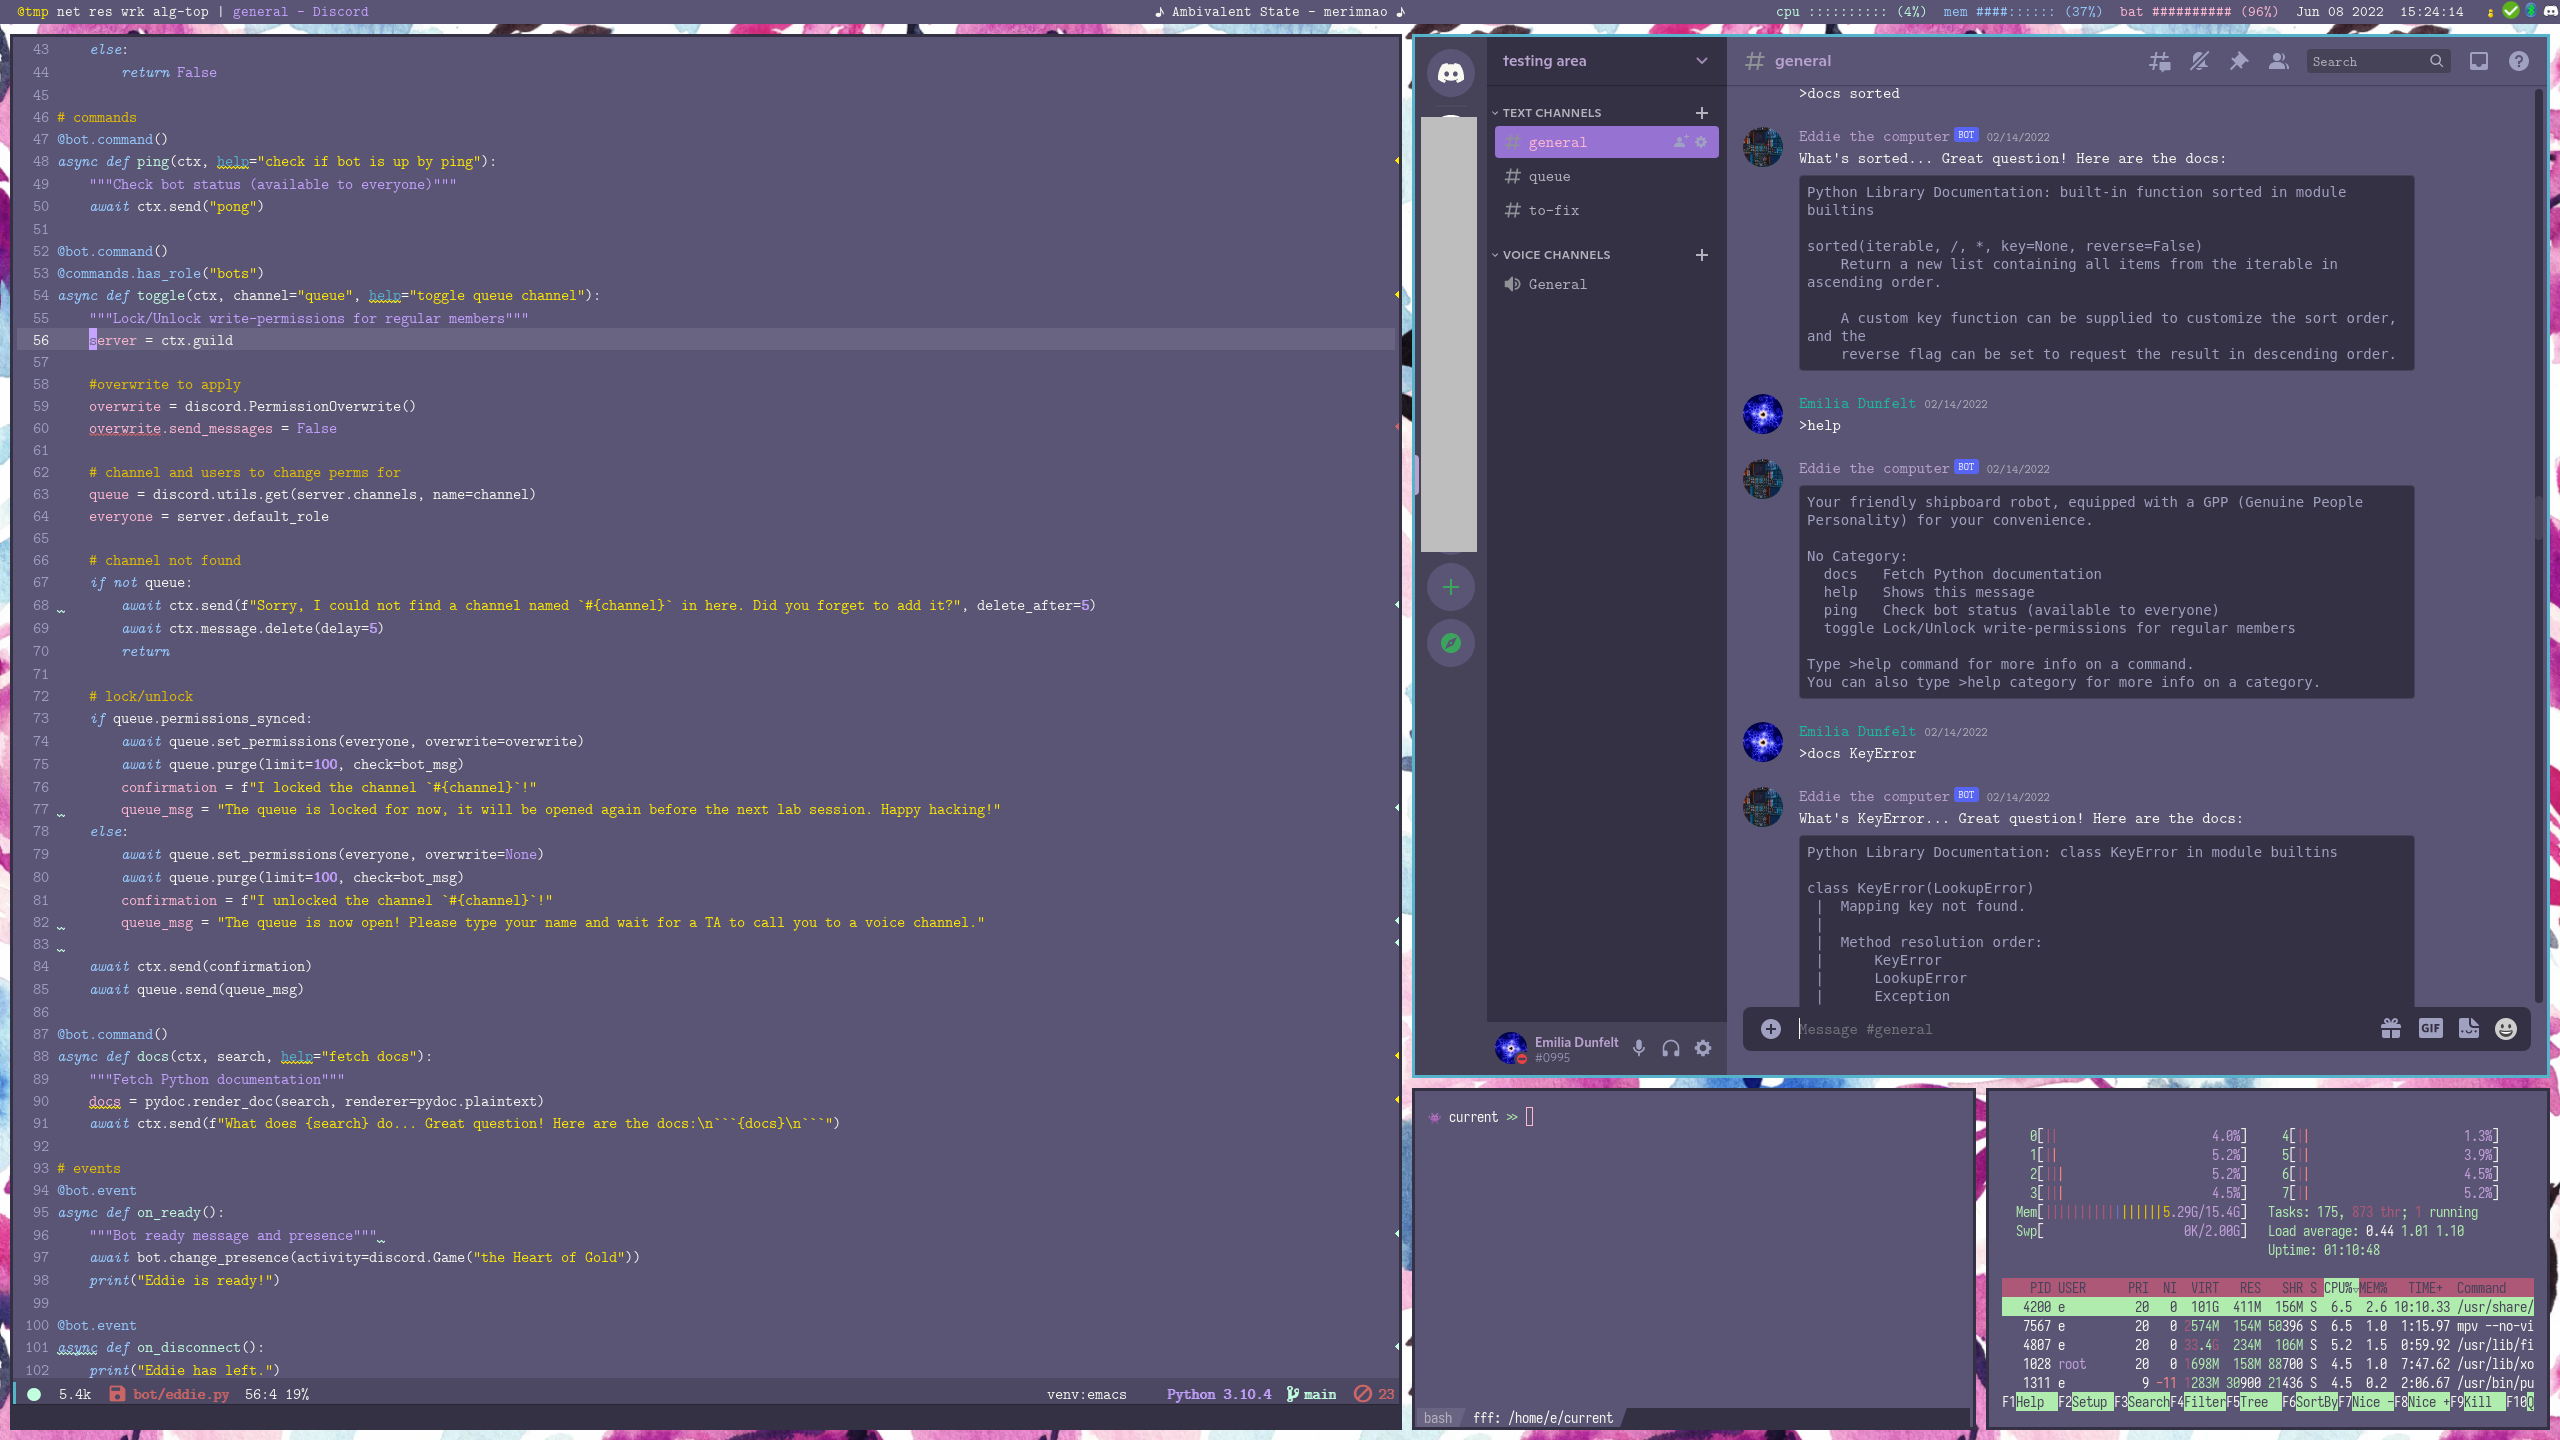 @tmp net res wrk alg-top | general - Discord
♪ Ambivalent State - merimnao ♪
cpu :::::::::: (4%) mem ####:::::: (37%) bat ########## (96%) Jun 08 2022 15:24:14
43 else:
44 return False
45
46 # commands
47 @bot.command()
48 async def ping(ctx, help="check if bot is up by ping"):
49 """Check bot status (available to everyone)"""
50 await ctx.send("pong")
51
52 @bot.command()
53 @commands.has_role("bots")
54 async def toggle(ctx, channel="queue", help="toggle queue channel"):
55 """Lock/Unlock write-permissions for regular members"""
56 server = ctx.guild
57
58 #overwrite to apply
59 overwrite = discord.PermissionOverwrite()
60 overwrite.send_messages = False
61
62 # channel and users to change perms for
63 queue = discord.utils.get(server.channels, name=channel)
64 everyone = server.default_role
65
66 # channel not found
67 if not queue:
68 await ctx.send(f"Sorry, I could not find a channel named `#{channel}` in here. Did you forget to add it?", delete_after=5)
69 await ctx.message.delete(delay=5)
70 return
71
72 # lock/unlock
73 if queue.permissions_synced:
74 await queue.set_permissions(everyone, overwrite=overwrite)
75 await queue.purge(limit=100, check=bot_msg)
76 confirmation = f"I locked the channel `#{channel}`!"
77 queue_msg = "The queue is locked for now, it will be opened again before the next lab session. Happy hacking!"
78 else:
79 await queue.set_permissions(everyone, overwrite=None)
80 await queue.purge(limit=100, check=bot_msg)
81 confirmation = f"I unlocked the channel `#{channel}`!"
82 queue_msg = "The queue is now open! Please type your name and wait for a TA to call you to a voice channel."
83
84 await ctx.send(confirmation)
85 await queue.send(queue_msg)
86
87 @bot.command()
88 async def docs(ctx, search, help="fetch docs"):
89 """Fetch Python documentation"""
90 docs = pydoc.render_doc(search, renderer=pydoc.plaintext)
91 await ctx.send(f"What does {search} do... Great question! Here are the docs:\n```{docs}\n```")
92
93 # events
94 @bot.event
95 async def on_ready():
96 """Bot ready message and presence"""
97 await bot.change_presence(activity=discord.Game("the Heart of Gold"))
98 print("Eddie is ready!")
99
100 @bot.event
101 async def on_disconnect():
102 print("Eddie has left.")
5.4k bot/eddie.py 56:4 19% venv:emacs Python 3.10.4 main 23
testing area
TEXT CHANNELS
general
queue
to-fix
VOICE CHANNELS
General
Emilia Dunfelt
#0995
# general
Search
>docs sorted
Eddie the computer BOT 02/14/2022
What's sorted... Great question! Here are the docs:
Python Library Documentation: built-in function sorted in module
builtins
sorted(iterable, /, *, key=None, reverse=False)
Return a new list containing all items from the iterable in
ascending order.
A custom key function can be supplied to customize the sort order,
and the
reverse flag can be set to request the result in descending order.
Emilia Dunfelt 02/14/2022
>help
Eddie the computer BOT 02/14/2022
Your friendly shipboard robot, equipped with a GPP (Genuine People
Personality) for your convenience.
No Category:
docs Fetch Python documentation
help Shows this message
ping Check bot status (available to everyone)
toggle Lock/Unlock write-permissions for regular members
Type >help command for more info on a command.
You can also type >help category for more info on a category.
Emilia Dunfelt 02/14/2022
>docs KeyError
Eddie the computer BOT 02/14/2022
What's KeyError... Great question! Here are the docs:
Python Library Documentation: class KeyError in module builtins
class KeyError(LookupError)
| Mapping key not found.
|
| Method resolution order:
| KeyError
| LookupError
| Exception
Message #general
GIF
current >>
bash fff: /home/e/current
0[|| 4.0%] 4[|| 1.3%]
1[|| 5.2%] 5[|| 3.9%]
2[||| 5.2%] 6[|| 4.5%]
3[||| 4.5%] 7[|| 5.2%]
Mem[|||||||||||||||||5.29G/15.4G] Tasks: 175, 873 thr; 1 running
Swp[ 0K/2.00G] Load average: 0.44 1.01 1.10
Uptime: 01:10:48
PID USER PRI NI VIRT RES SHR S CPU%▽MEM% TIME+ Command
4200 e 20 0 101G 411M 156M S 6.5 2.6 10:10.33 /usr/share/
7567 e 20 0 2574M 154M 50396 S 6.5 1.0 1:15.97 mpv --no-vi
4807 e 20 0 33.4G 234M 106M S 5.2 1.5 0:59.92 /usr/lib/fi
1028 root 20 0 1698M 158M 88700 S 4.5 1.0 7:47.62 /usr/lib/xo
1311 e 9 -11 1283M 30900 21436 S 4.5 0.2 2:06.67 /usr/bin/pu
F1Help F2Setup F3SearchF4FilterF5Tree F6SortByF7Nice -F8Nice +F9Kill F10Q